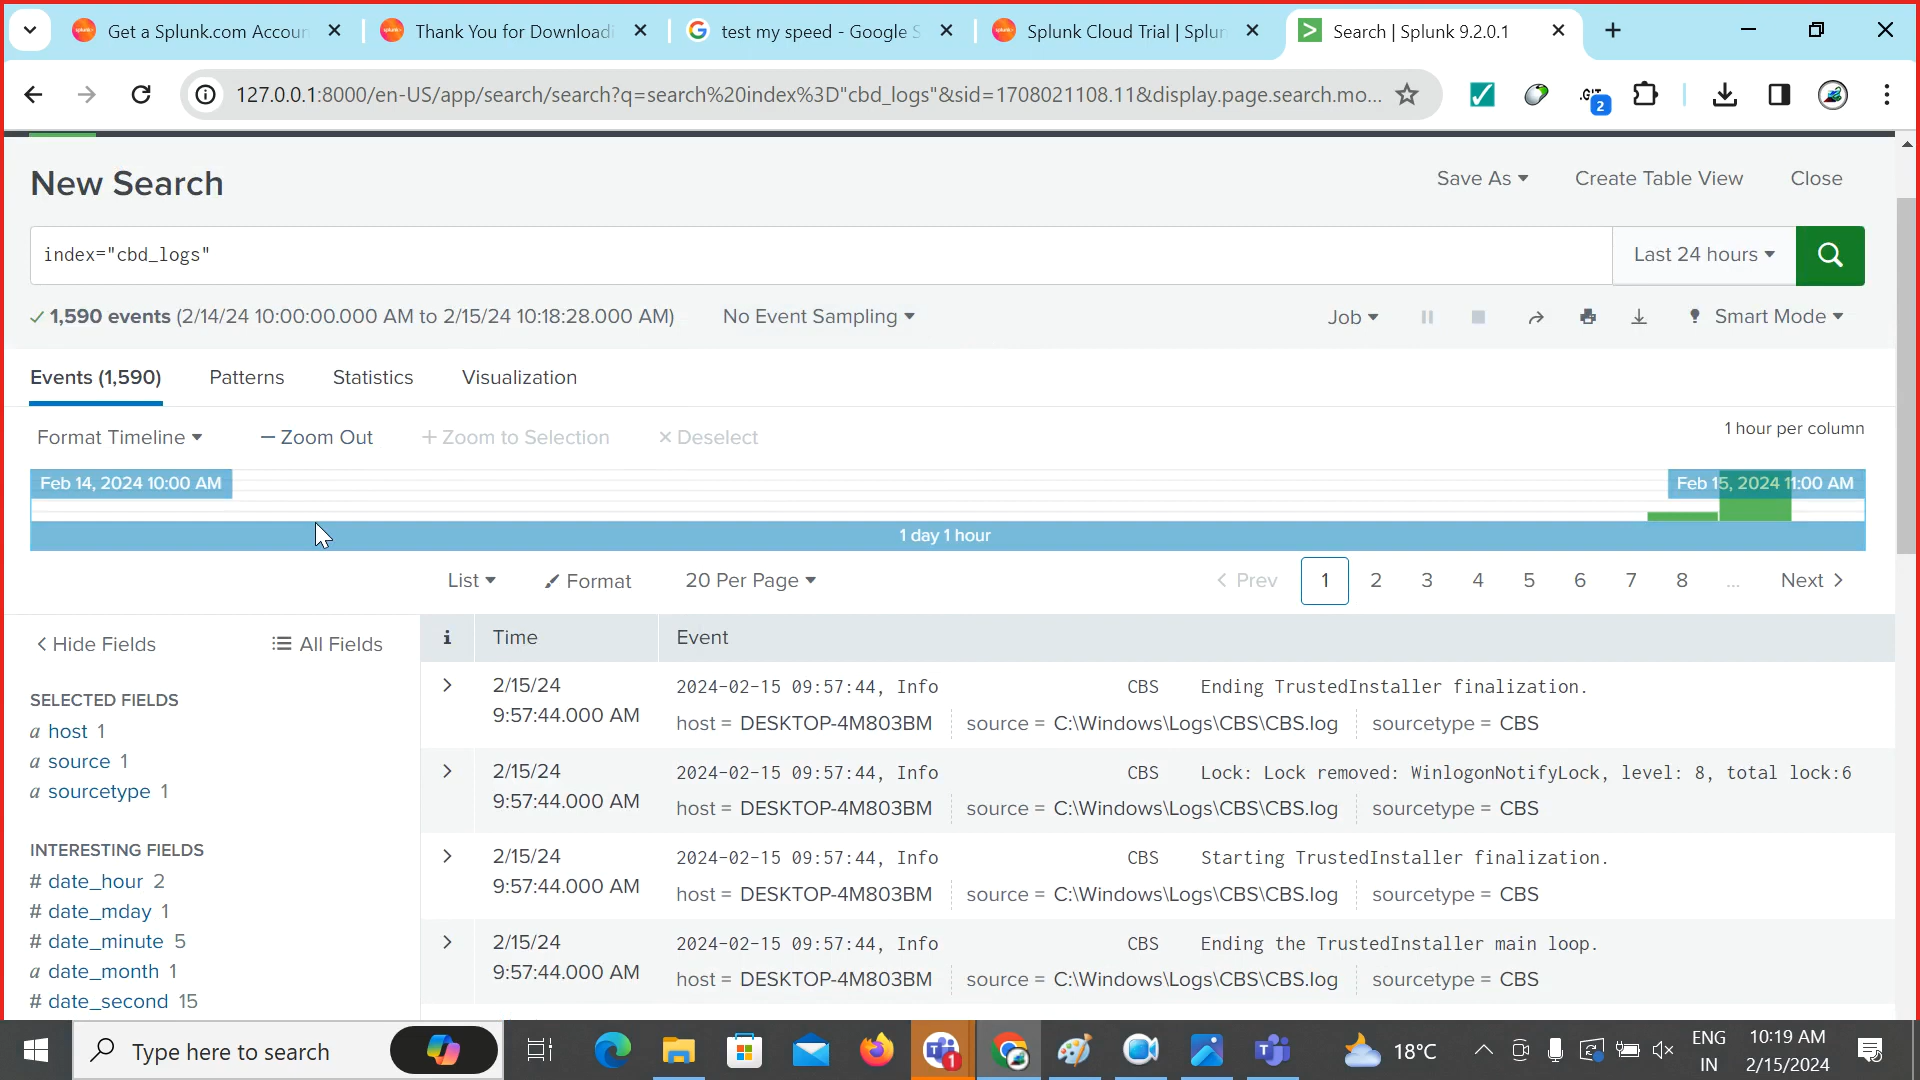 Get a Splunk.com Accoun
Thank You for Downloadi
test my speed - Google S
Splunk Cloud Trial | Splun
Search | Splunk 9.2.0.1
127.0.0.1:8000/en-US/app/search/search?q=search%20index%3D"cbd_logs"&sid=1708021108.11&display.page.search.mo...
.GIT
2
New Search
Save As
Create Table View
Close
index="cbd_logs"
Last 24 hours
1,590 events (2/14/24 10:00:00.000 AM to 2/15/24 10:18:28.000 AM)
No Event Sampling
Job
Smart Mode
Events (1,590)
Patterns
Statistics
Visualization
Format Timeline
— Zoom Out
+ Zoom to Selection
× Deselect
1 hour per column
Feb 14, 2024 10:00 AM
Feb 15, 2024 11:00 AM
1 day 1 hour
List
Format
20 Per Page
< Prev
1
2
3
4
5
6
7
8
...
Next >
< Hide Fields
All Fields
i
Time
Event
SELECTED FIELDS
a host 1
a source 1
a sourcetype 1
INTERESTING FIELDS
# date_hour 2
# date_mday 1
# date_minute 5
a date_month 1
# date_second 15
> 2/15/24
9:57:44.000 AM
2024-02-15 09:57:44, Info CBS Ending TrustedInstaller finalization.
host = DESKTOP-4M803BM source = C:\Windows\Logs\CBS\CBS.log sourcetype = CBS
> 2/15/24
9:57:44.000 AM
2024-02-15 09:57:44, Info CBS Lock: Lock removed: WinlogonNotifyLock, level: 8, total lock:6
host = DESKTOP-4M803BM source = C:\Windows\Logs\CBS\CBS.log sourcetype = CBS
> 2/15/24
9:57:44.000 AM
2024-02-15 09:57:44, Info CBS Starting TrustedInstaller finalization.
host = DESKTOP-4M803BM source = C:\Windows\Logs\CBS\CBS.log sourcetype = CBS
> 2/15/24
9:57:44.000 AM
2024-02-15 09:57:44, Info CBS Ending the TrustedInstaller main loop.
host = DESKTOP-4M803BM source = C:\Windows\Logs\CBS\CBS.log sourcetype = CBS
Type here to search
1
18°C
ENG
IN
10:19 AM
2/15/2024